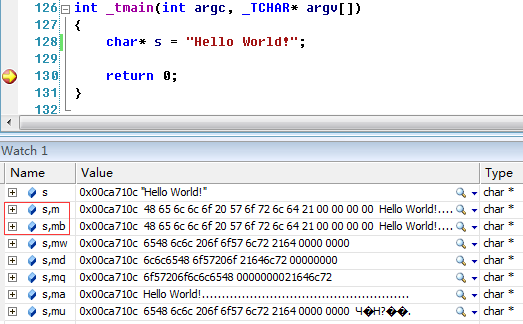 126 int _tmain(int argc, _TCHAR* argv[])
127 {
128 char* s = "Hello World!";
129
130 return 0;
131 }
132
Watch 1
Name Value Type
s 0x00ca710c "Hello World!" char *
s,m 0x00ca710c 48 65 6c 6c 6f 20 57 6f 72 6c 64 21 00 00 00 00 Hello World!.... char *
s,mb 0x00ca710c 48 65 6c 6c 6f 20 57 6f 72 6c 64 21 00 00 00 00 Hello World!.... char *
s,mw 0x00ca710c 6548 6c6c 206f 6f57 6c72 2164 0000 0000 char *
s,md 0x00ca710c 6c6c6548 6f57206f 21646c72 00000000 char *
s,mq 0x00ca710c 6f57206f6c6c6548 0000000021646c72 char *
s,ma 0x00ca710c Hello World!.................................................... char *
s,mu 0x00ca710c 6548 6c6c 206f 6f57 6c72 2164 0000 0000 char *